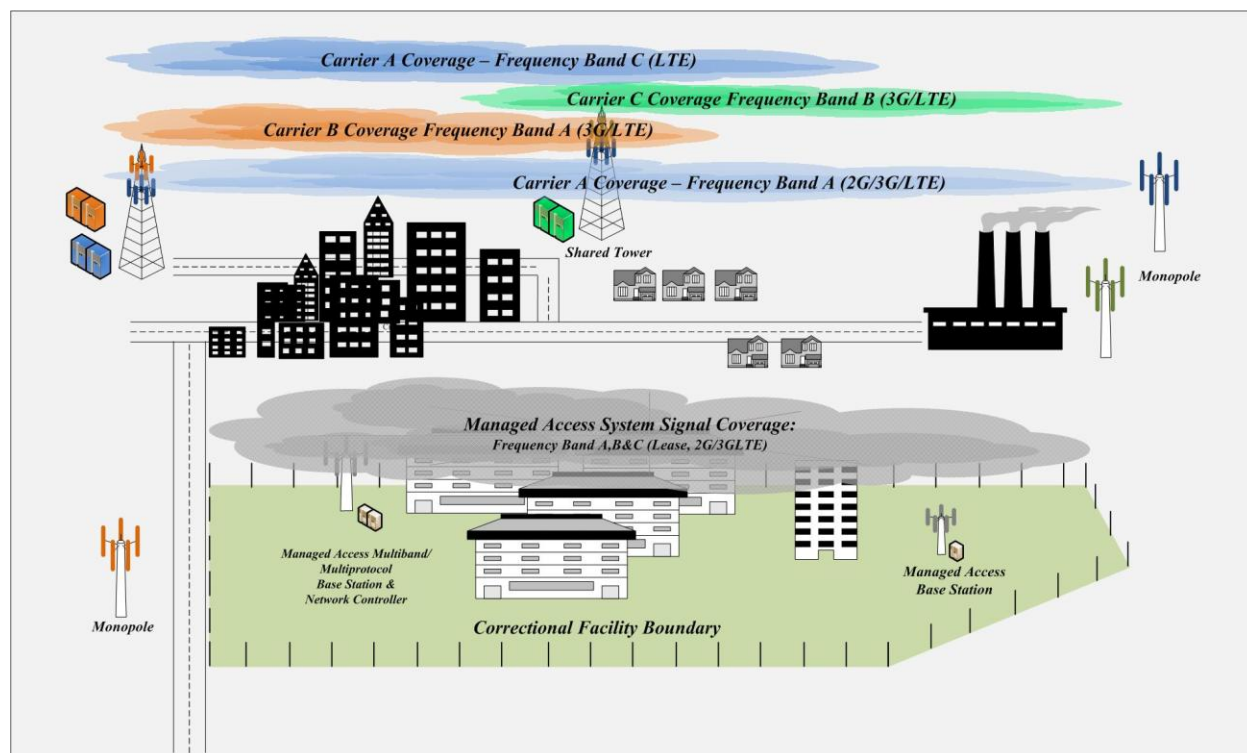 Carrier A Coverage – Frequency Band C (LTE)
Carrier C Coverage Frequency Band B (3G/LTE)
Carrier B Coverage Frequency Band A (3G/LTE)
Carrier A Coverage – Frequency Band A (2G/3G/LTE)
Shared Tower
Monopole
Managed Access System Signal Coverage:
Frequency Band A,B&C (Lease, 2G/3GLTE)
Managed Access Multiband/
Multiprotocol
Base Station &
Network Controller
Managed Access
Base Station
Monopole
Correctional Facility Boundary